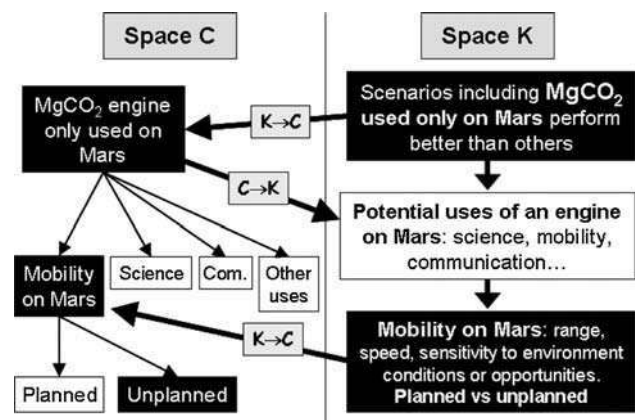 Space C
MgCO₂ engine
only used on
Mars
K→C
C→K
Mobility
on Mars
Science
Com.
Other
uses
K→C
Planned
Unplanned
Space K
Scenarios including MgCO₂
used only on Mars perform
better than others
Potential uses of an engine
on Mars: science, mobility,
communication…
Mobility on Mars: range,
speed, sensitivity to environment
conditions or opportunities.
Planned vs unplanned